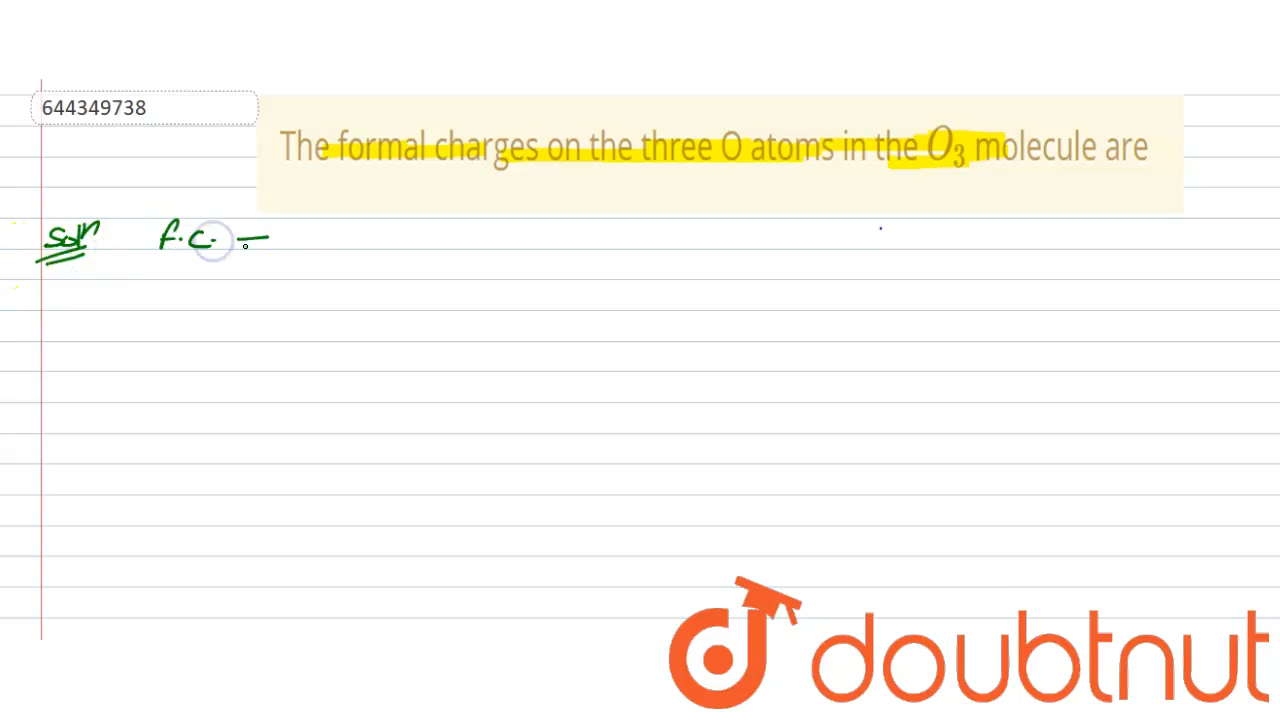 644349738
The formal charges on the three O atoms in the O₃ molecule are
Soln F.C. =
doubtnut